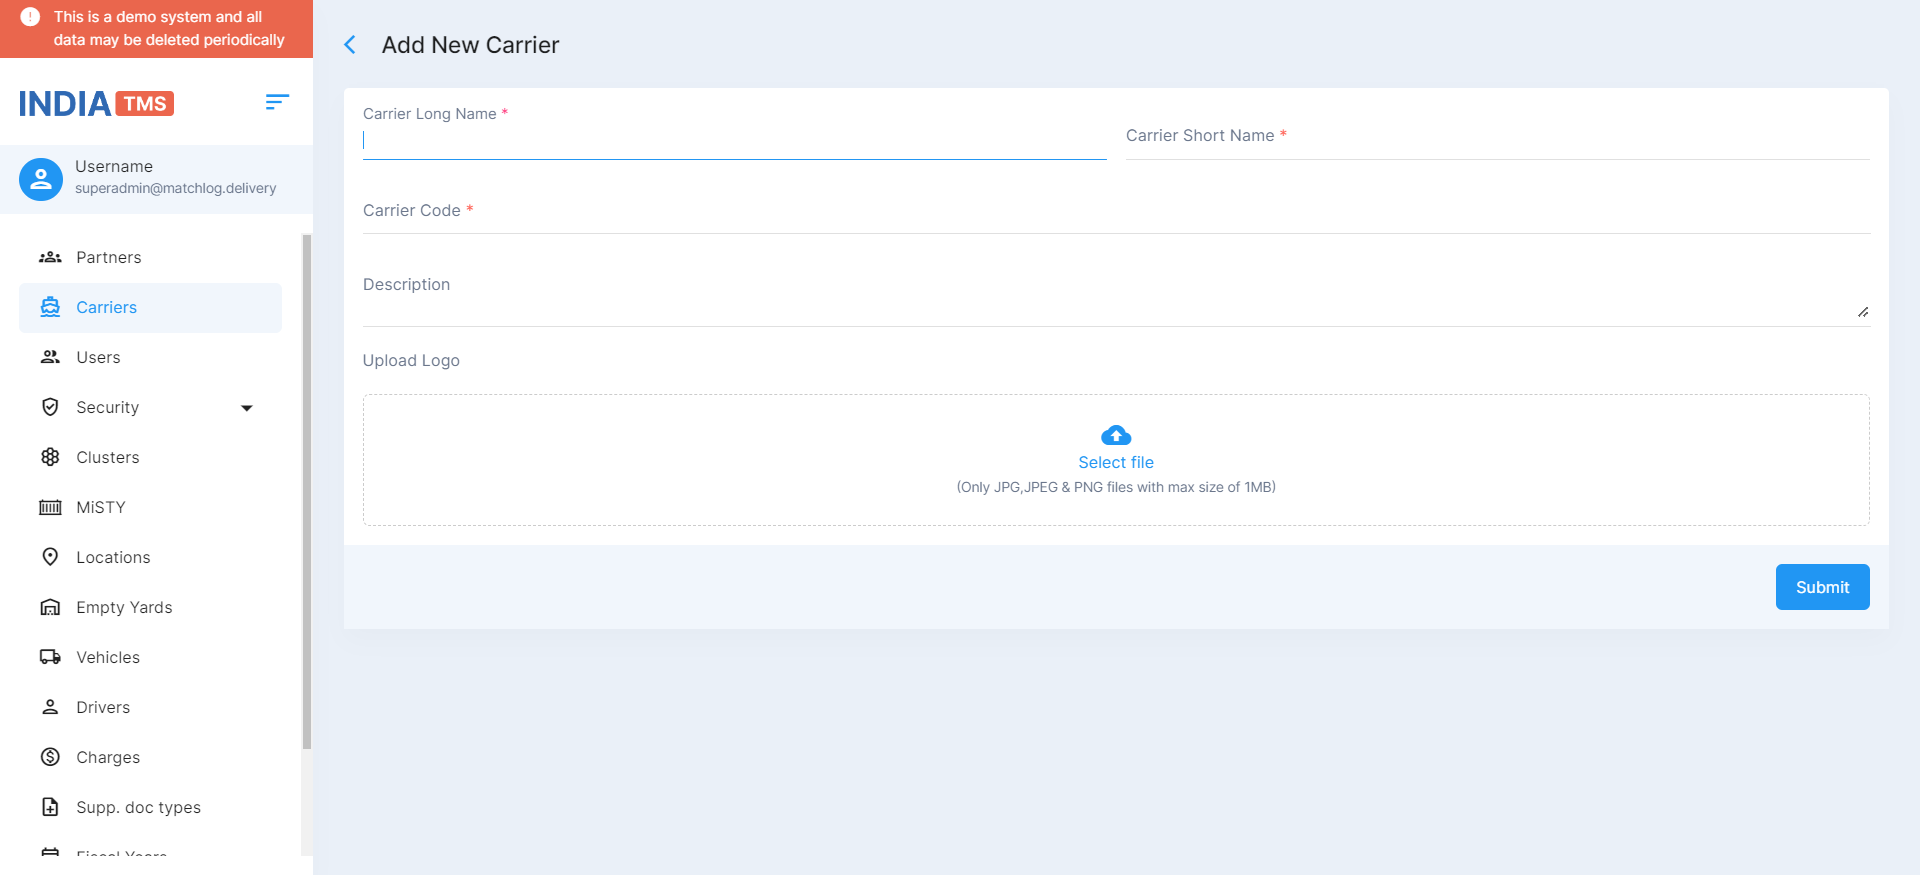 This is a demo system and all
data may be deleted periodically
INDIA TMS
Username
superadmin@matchlog.delivery
Partners
Carriers
Users
Security
Clusters
MiSTY
Locations
Empty Yards
Vehicles
Drivers
Charges
Supp. doc types
Fiscal Years
Add New Carrier
Carrier Long Name *
Carrier Short Name *
Carrier Code *
Description
Upload Logo
Select file
(Only JPG,JPEG & PNG files with max size of 1MB)
Submit